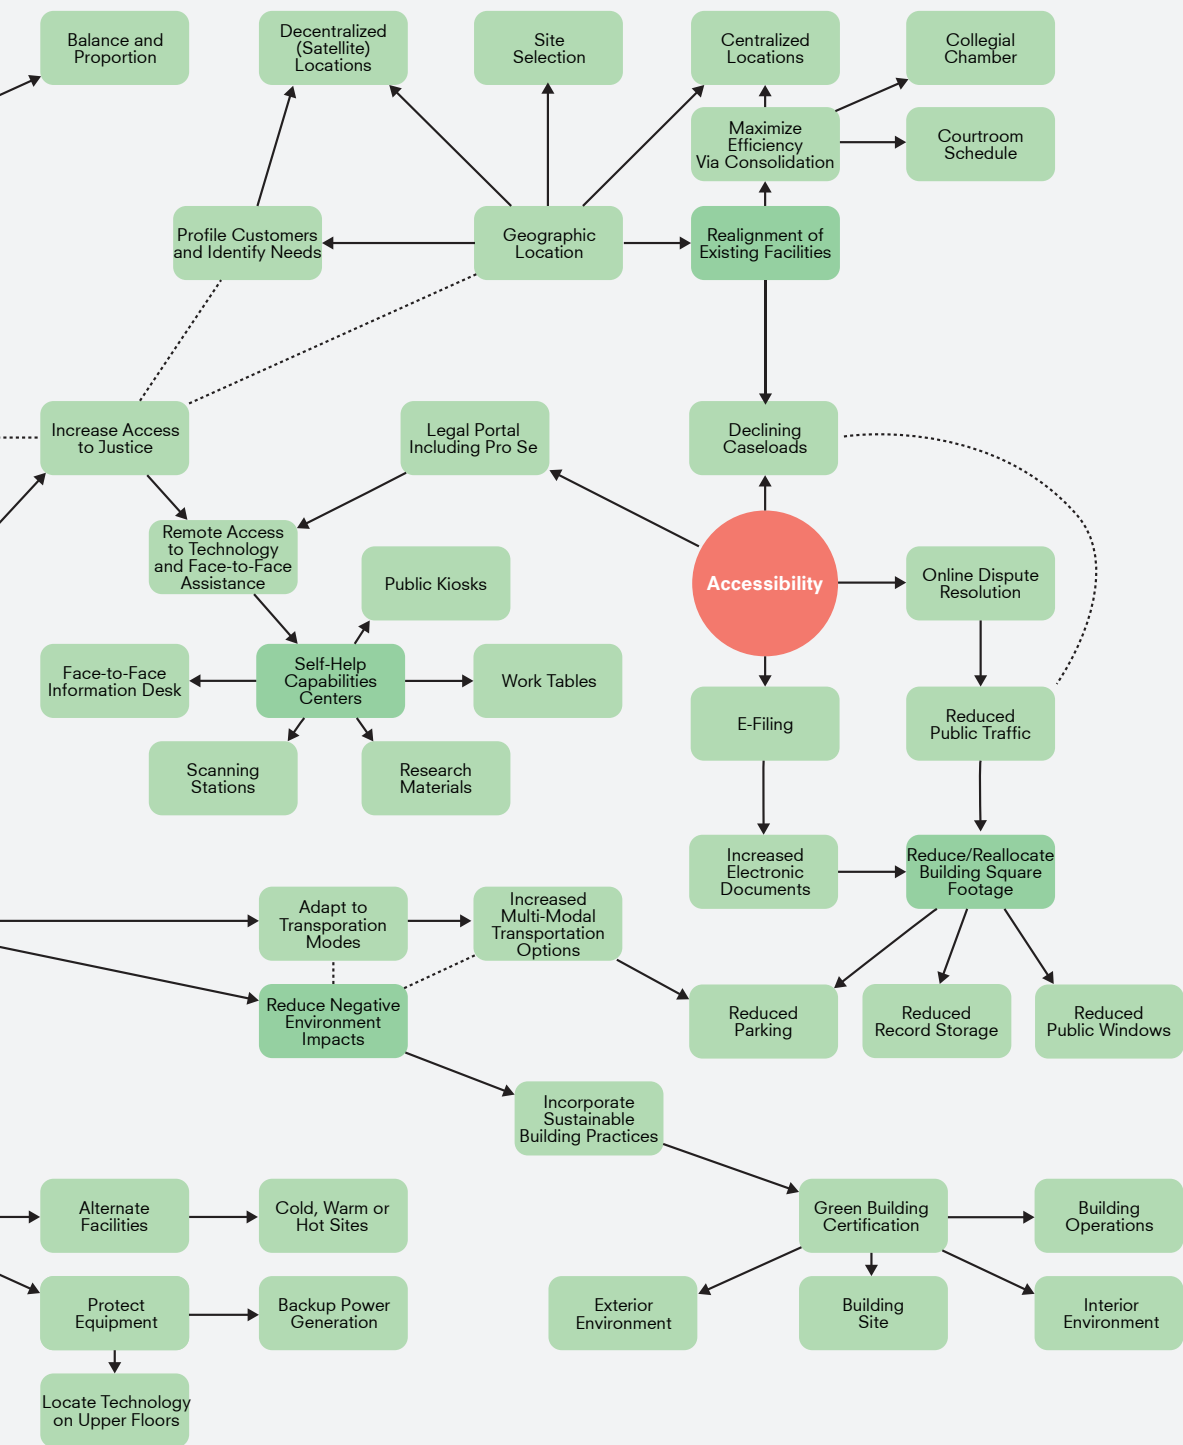 Balance and
Proportion
Decentralized
(Satellite)
Locations
Site
Selection
Centralized
Locations
Collegial
Chamber
Maximize
Efficiency
Via Consolidation
Courtroom
Schedule
Profile Customers
and Identify Needs
Geographic
Location
Realignment of
Existing Facilities
Increase Access
to Justice
Legal Portal
Including Pro Se
Declining
Caseloads
Remote Access
to Technology
and Face-to-Face
Assistance
Public Kiosks
Accessibility
Online Dispute
Resolution
Face-to-Face
Information Desk
Self-Help
Capabilities
Centers
Work Tables
E-Filing
Reduced
Public Traffic
Scanning
Stations
Research
Materials
Increased
Electronic
Documents
Reduce/Reallocate
Building Square
Footage
Adapt to
Transporation
Modes
Increased
Multi-Modal
Transportation
Options
Reduce Negative
Environment
Impacts
Reduced
Parking
Reduced
Record Storage
Reduced
Public Windows
Incorporate
Sustainable
Building Practices
Alternate
Facilities
Cold, Warm or
Hot Sites
Green Building
Certification
Building
Operations
Protect
Equipment
Backup Power
Generation
Exterior
Environment
Building
Site
Interior
Environment
Locate Technology
on Upper Floors